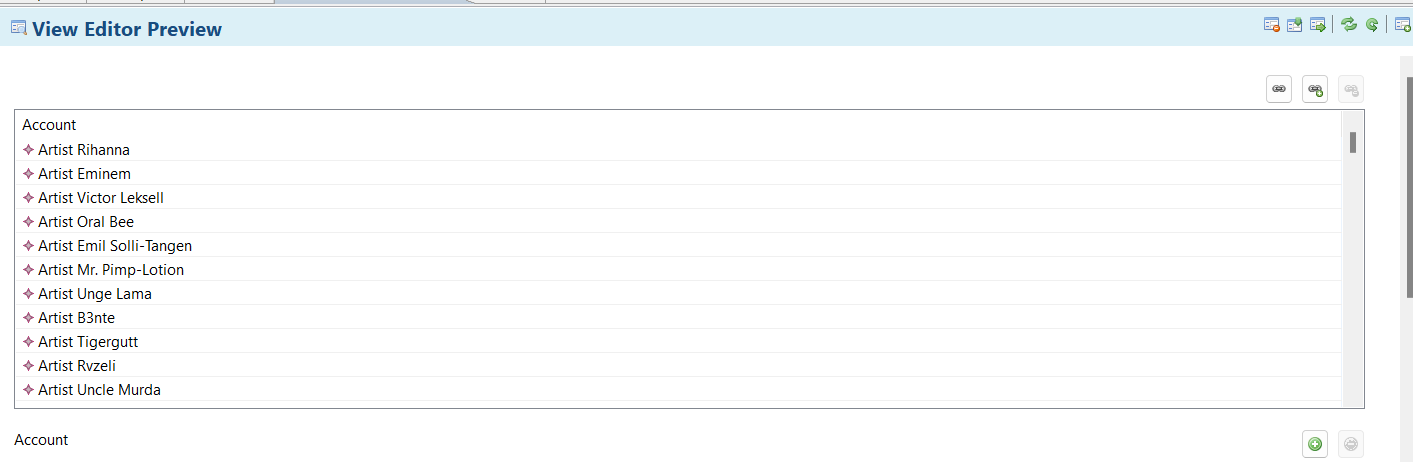 View Editor Preview
Account
Artist Rihanna
Artist Eminem
Artist Victor Leksell
Artist Oral Bee
Artist Emil Solli-Tangen
Artist Mr. Pimp-Lotion
Artist Unge Lama
Artist B3nte
Artist Tigergutt
Artist Rvzeli
Artist Uncle Murda
Account